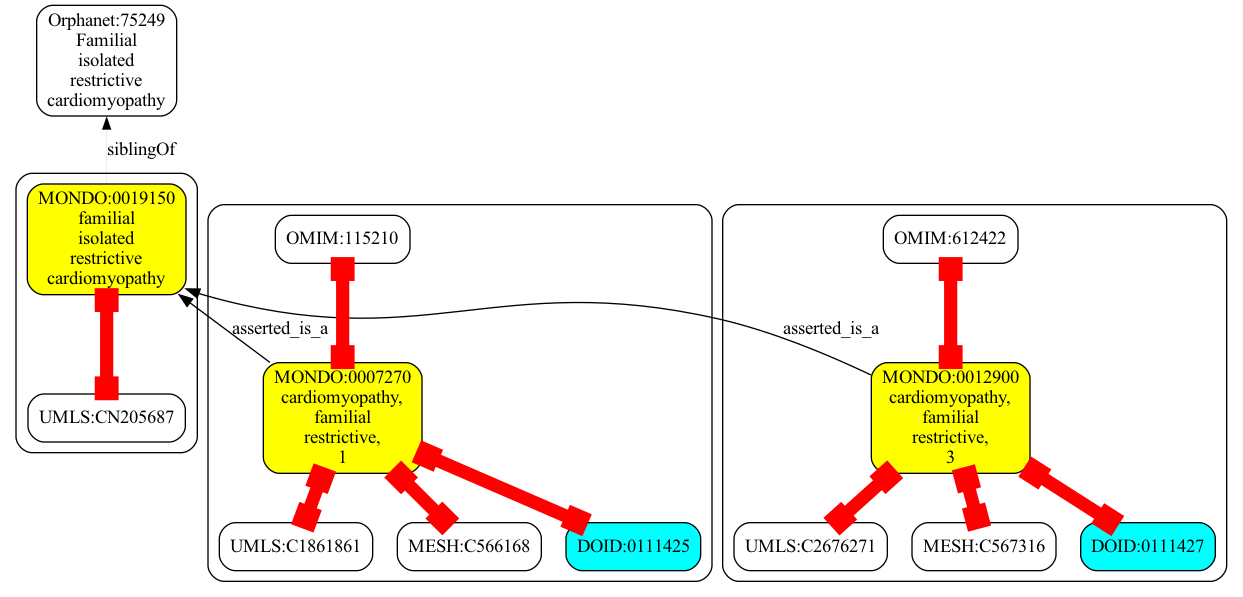 Orphanet:75249
Familial
isolated
restrictive
cardiomyopathy
siblingOf
MONDO:0019150
familial
isolated
restrictive
cardiomyopathy
UMLS:CN205687
OMIM:115210
asserted_is_a
MONDO:0007270
cardiomyopathy,
familial
restrictive,
1
UMLS:C1861861
MESH:C566168
DOID:0111425
OMIM:612422
asserted_is_a
MONDO:0012900
cardiomyopathy,
familial
restrictive,
3
UMLS:C2676271
MESH:C567316
DOID:0111427